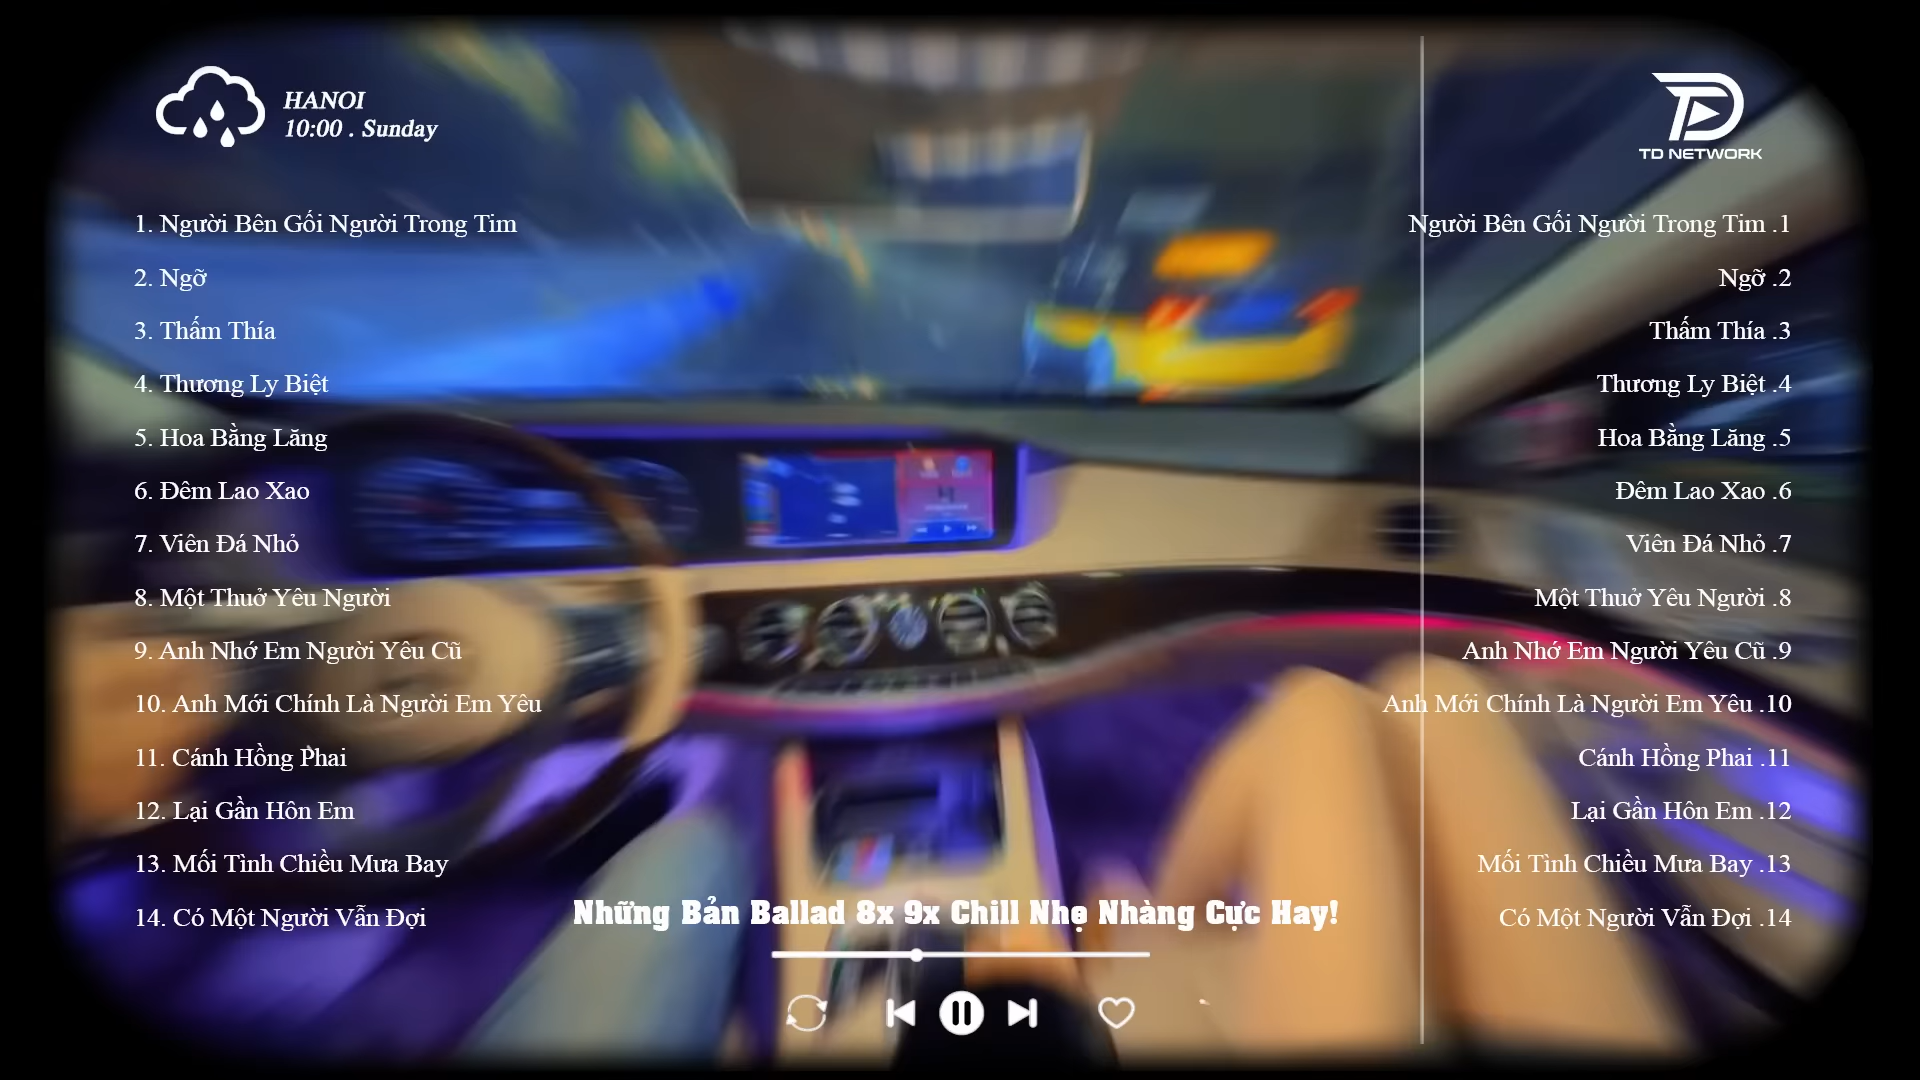 HANOI
10:00 . Sunday
TD NETWORK
1. Người Bên Gối Người Trong Tim
2. Ngỡ
3. Thấm Thía
4. Thương Ly Biệt
5. Hoa Bằng Lăng
6. Đêm Lao Xao
7. Viên Đá Nhỏ
8. Một Thuở Yêu Người
9. Anh Nhớ Em Người Yêu Cũ
10. Anh Mới Chính Là Người Em Yêu
11. Cánh Hồng Phai
12. Lại Gần Hôn Em
13. Mối Tình Chiều Mưa Bay
14. Có Một Người Vẫn Đợi
Người Bên Gối Người Trong Tim .1
Ngỡ .2
Thấm Thía .3
Thương Ly Biệt .4
Hoa Bằng Lăng .5
Đêm Lao Xao .6
Viên Đá Nhỏ .7
Một Thuở Yêu Người .8
Anh Nhớ Em Người Yêu Cũ .9
Anh Mới Chính Là Người Em Yêu .10
Cánh Hồng Phai .11
Lại Gần Hôn Em .12
Mối Tình Chiều Mưa Bay .13
Có Một Người Vẫn Đợi .14
Những Bản Ballad 8x 9x Chill Nhẹ Nhàng Cực Hay!